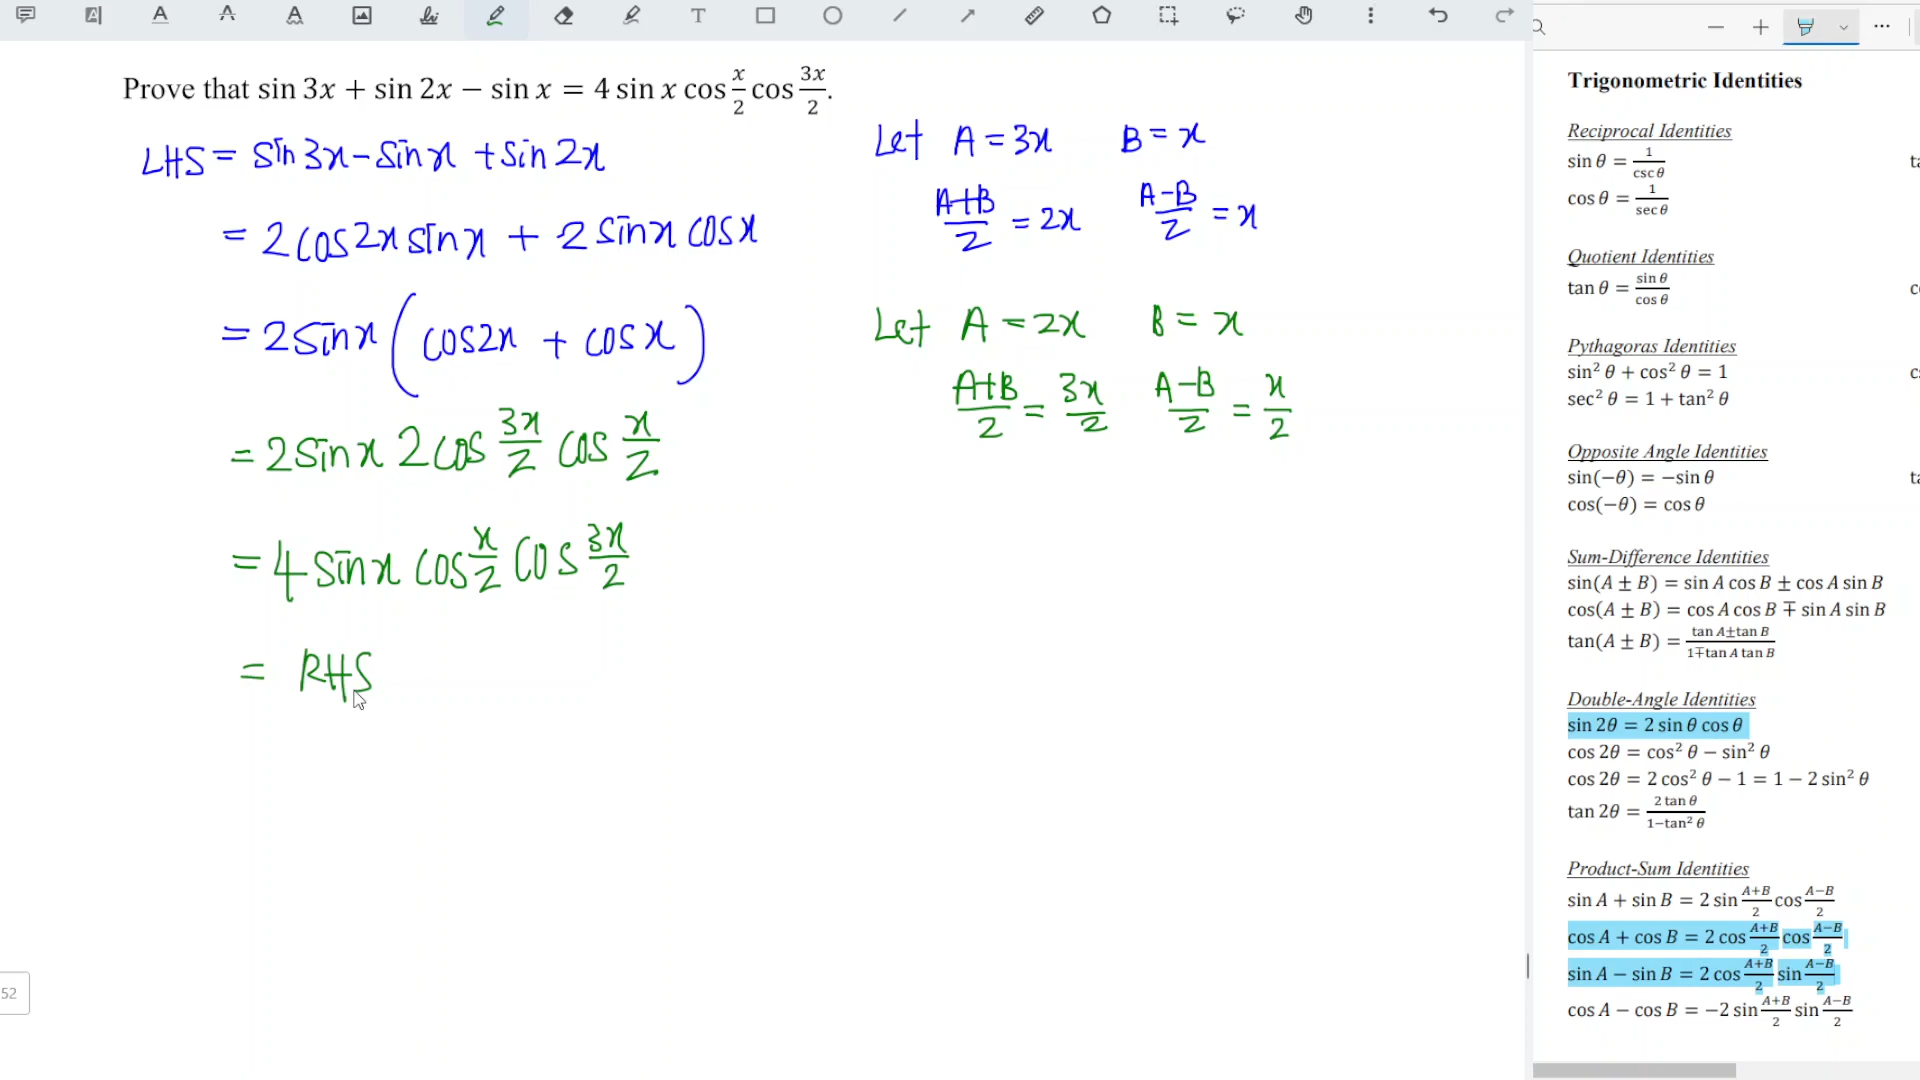 Prove that sin 3x + sin 2x − sin x = 4 sin x cos x/2 cos 3x/2.
LHS = sin 3x − sin x + sin 2x
= 2 cos 2x sin x + 2 sin x cos x
= 2 sin x ( cos 2x + cos x )
= 2 sin x 2 cos 3x/2 cos x/2
= 4 sin x cos x/2 cos 3x/2
= RHS
Let A = 3x B = x
A+B/2 = 2x A−B/2 = x
Let A = 2x B = x
A+B/2 = 3x/2 A−B/2 = x/2
52
Trigonometric Identities
Reciprocal Identities
sin θ = 1/csc θ
cos θ = 1/sec θ
Quotient Identities
tan θ = sin θ/cos θ
Pythagoras Identities
sin² θ + cos² θ = 1
sec² θ = 1 + tan² θ
Opposite Angle Identities
sin(−θ) = −sin θ
cos(−θ) = cos θ
Sum-Difference Identities
sin(A ± B) = sin A cos B ± cos A sin B
cos(A ± B) = cos A cos B ∓ sin A sin B
tan(A ± B) = tan A±tan B/1∓tan A tan B
Double-Angle Identities
sin 2θ = 2 sin θ cos θ
cos 2θ = cos² θ − sin² θ
cos 2θ = 2 cos² θ − 1 = 1 − 2 sin² θ
tan 2θ = 2 tan θ/1−tan² θ
Product-Sum Identities
sin A + sin B = 2 sin A+B/2 cos A−B/2
cos A + cos B = 2 cos A+B/2 cos A−B/2
sin A − sin B = 2 cos A+B/2 sin A−B/2
cos A − cos B = −2 sin A+B/2 sin A−B/2